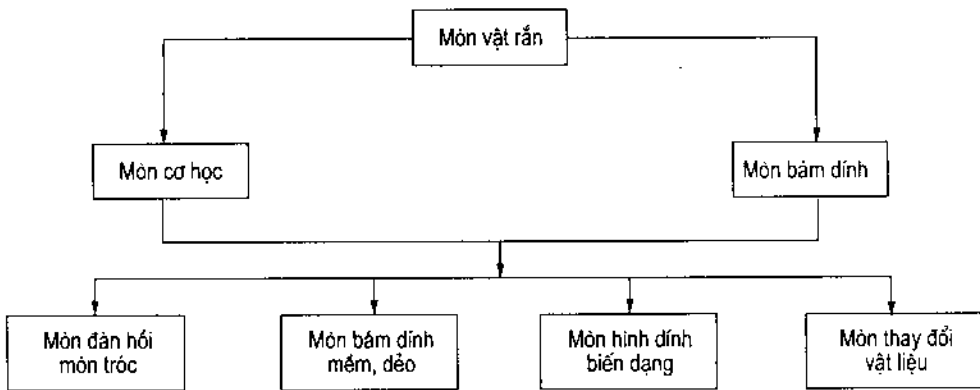 Mòn vật rắn
Mòn cơ học
Mòn bám dính
Mòn đàn hồi
mòn tróc
Mòn bám dính
mềm, dẻo
Mòn hình dính
biến dạng
Mòn thay đổi
vật liệu